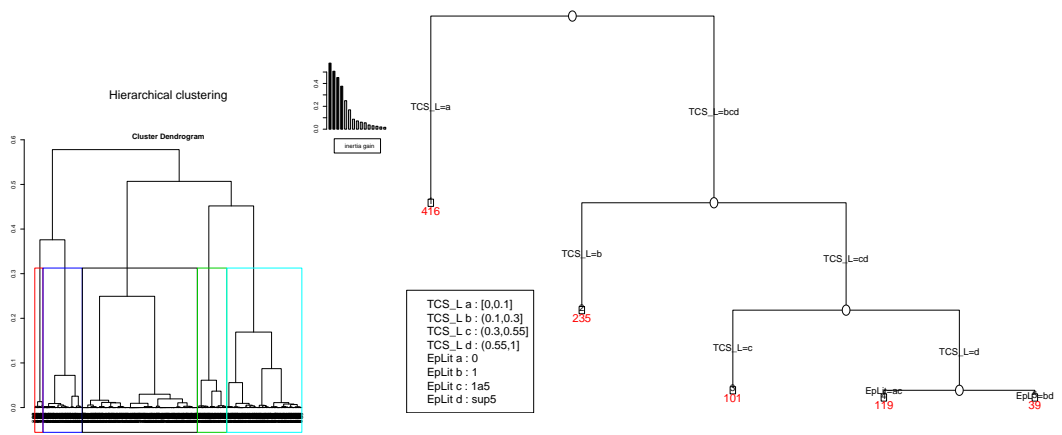 Hierarchical clustering
Cluster Dendrogram
0.0
0.1
0.2
0.3
0.4
0.5
0.6
0.0
0.2
0.4
inertia gain
TCS_L=a
TCS_L=bcd
416
TCS_L=b
TCS_L=cd
235
TCS_L=c
TCS_L=d
101
EpLit=ac
119
EpLit=bd
39
TCS_L a : [0,0.1]
TCS_L b : (0.1,0.3]
TCS_L c : (0.3,0.55]
TCS_L d : (0.55,1]
EpLit a : 0
EpLit b : 1
EpLit c : 1a5
EpLit d : sup5